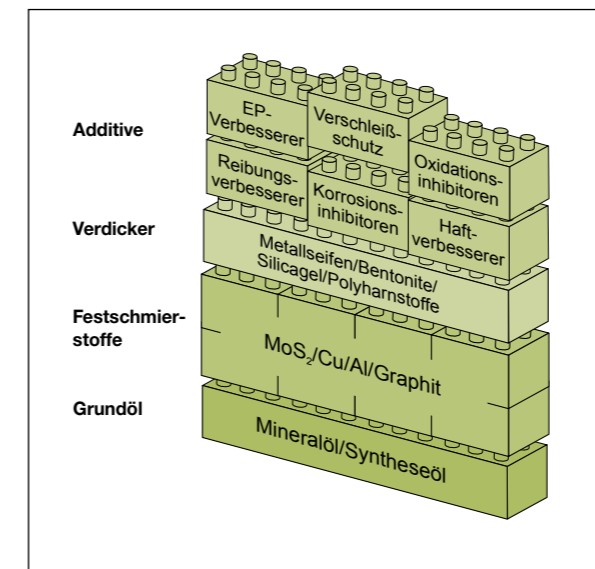 Additive
EP-
Verbesserer
Verschleiß-
schutz
Oxidations-
inhibitoren
Reibungs-
verbesserer
Korrosions-
inhibitoren
Haft-
verbesserer
Verdicker
Metallseifen/Bentonite/
Silicagel/Polyharnstoffe
Festschmier-
stoffe
MoS₂/Cu/Al/Graphit
Grundöl
Mineralöl/Syntheseöl